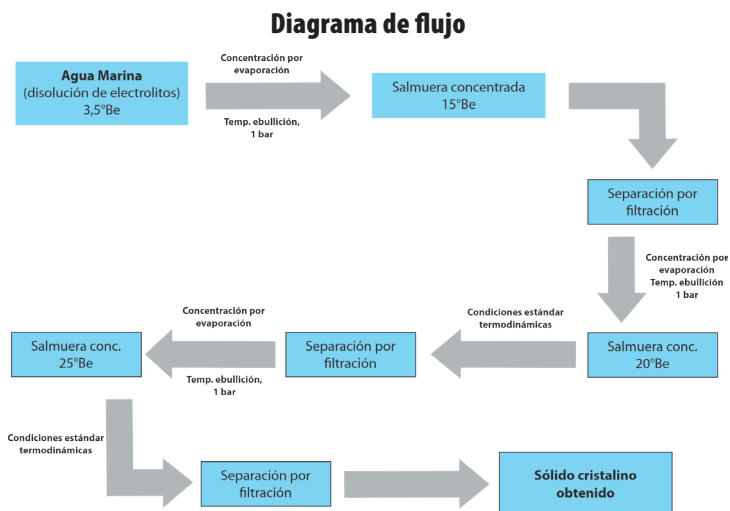 Diagrama de flujo
Agua Marina
(disolución de electrolitos)
3,5°Be
Concentración por
evaporación
Temp. ebullición,
1 bar
Salmuera concentrada
15°Be
Separación por
filtración
Concentración por
evaporación
Temp. ebullición
1 bar
Salmuera conc.
20°Be
Condiciones estándar
termodinámicas
Separación por
filtración
Concentración por
evaporación
Temp. ebullición,
1 bar
Salmuera conc.
25°Be
Condiciones estándar
termodinámicas
Separación por
filtración
Sólido cristalino
obtenido